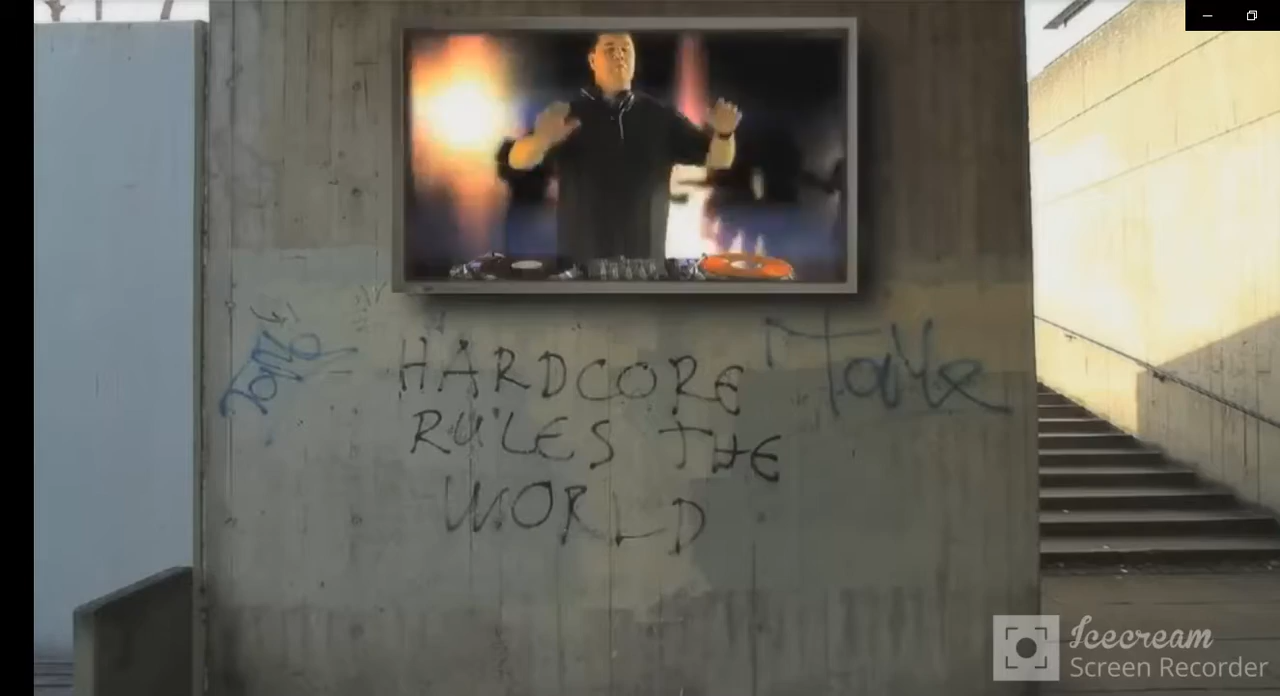 HARDCORE
RULES THE
WORLD
Icecream
Screen Recorder